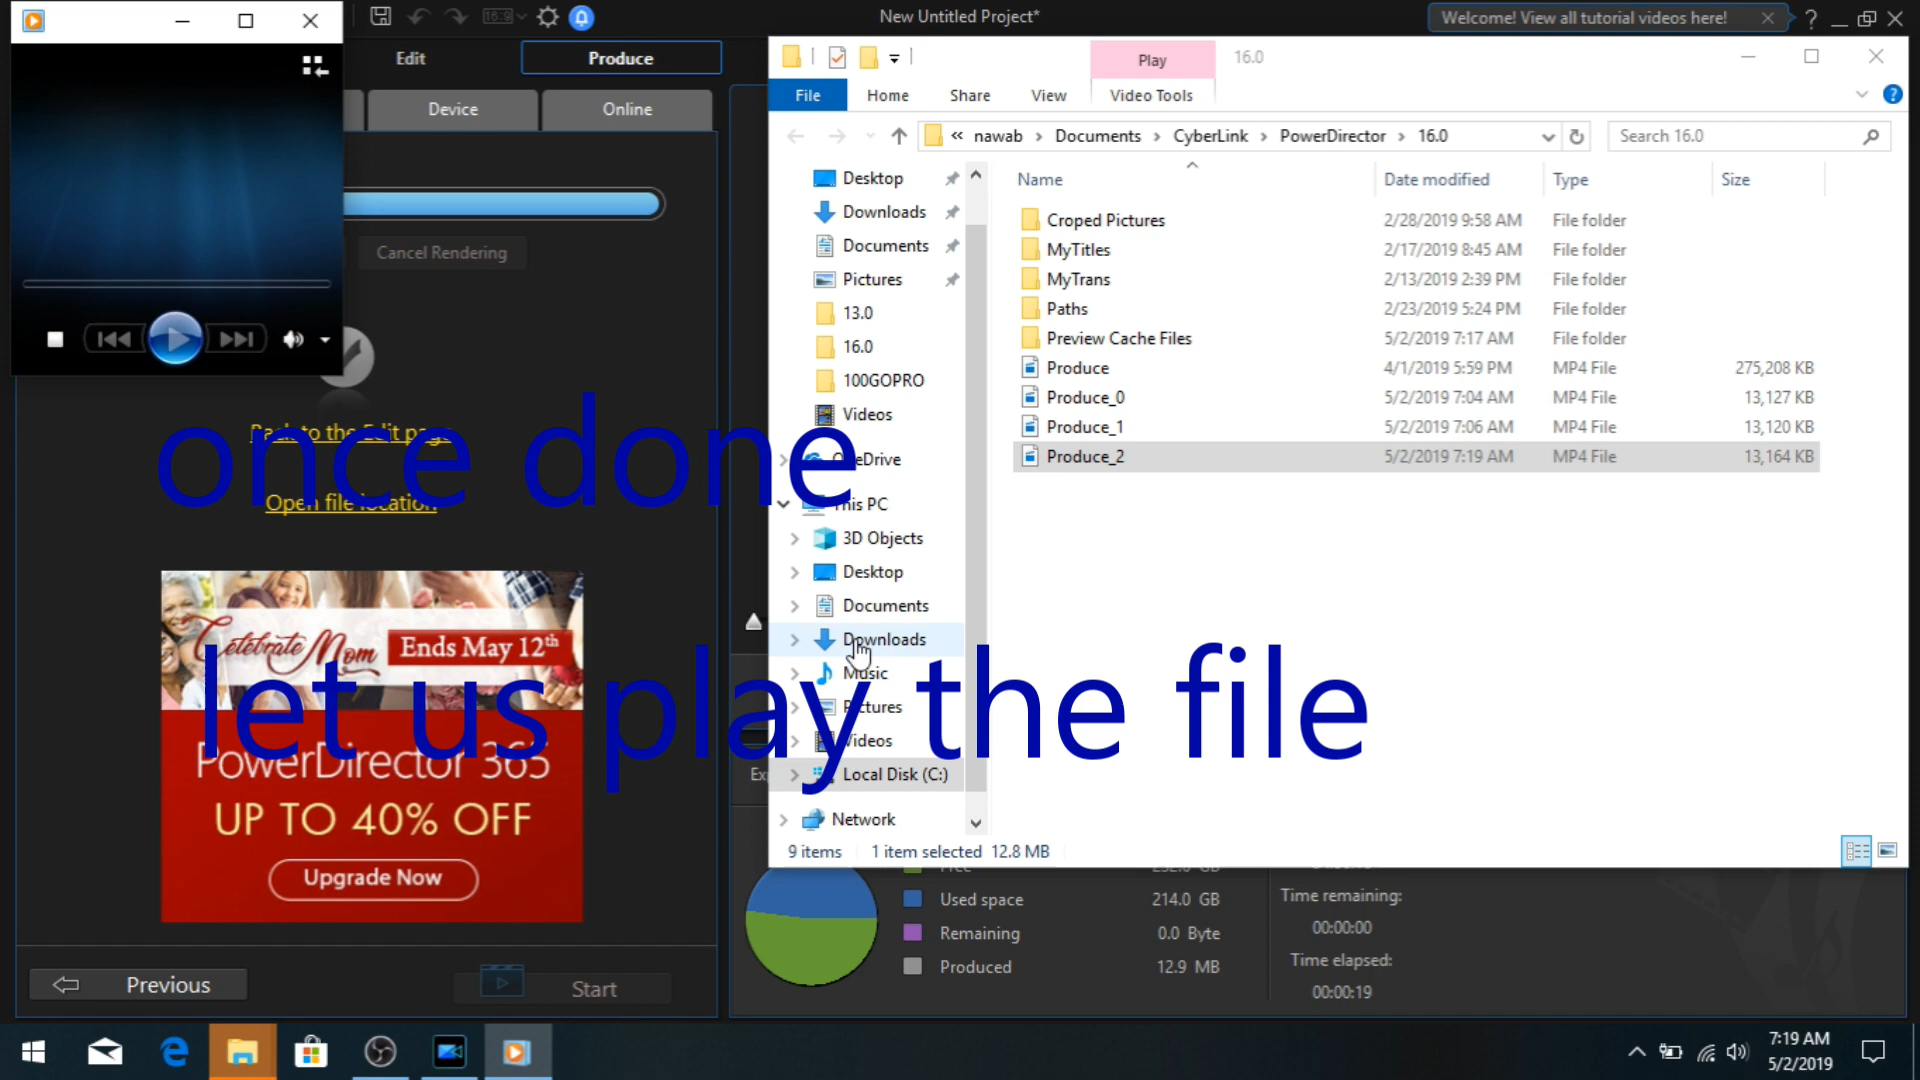 16:9
New Untitled Project*
Welcome! View all tutorial videos here!
?
Edit
Produce
Device
Online
Cancel Rendering
Back to the Edit page
Open file location
once done
let us play the file
Celebrate Mom
Ends May 12th
PowerDirector 365
UP TO 40% OFF
Upgrade Now
Previous
Start
Play
16.0
File
Home
Share
View
Video Tools
« nawab > Documents > CyberLink > PowerDirector > 16.0
Search 16.0
Desktop
Downloads
Documents
Pictures
13.0
16.0
100GOPRO
Videos
OneDrive
This PC
3D Objects
Desktop
Documents
Downloads
Music
Pictures
Videos
Local Disk (C:)
Network
Name Date modified Type Size
Croped Pictures 2/28/2019 9:58 AM File folder
MyTitles 2/17/2019 8:45 AM File folder
MyTrans 2/13/2019 2:39 PM File folder
Paths 2/23/2019 5:24 PM File folder
Preview Cache Files 5/2/2019 7:17 AM File folder
Produce 4/1/2019 5:59 PM MP4 File 275,208 KB
Produce_0 5/2/2019 7:04 AM MP4 File 13,127 KB
Produce_1 5/2/2019 7:06 AM MP4 File 13,120 KB
Produce_2 5/2/2019 7:19 AM MP4 File 13,164 KB
9 items 1 item selected 12.8 MB
Used space 214.0 GB
Remaining 0.0 Byte
Produced 12.9 MB
Time remaining:
00:00:00
Time elapsed:
00:00:19
7:19 AM
5/2/2019